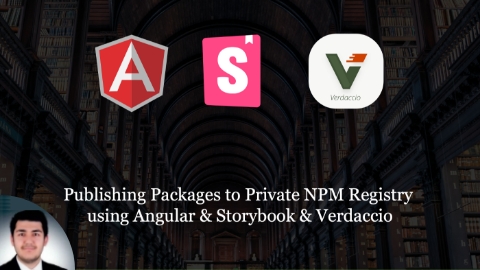 A
S
V
Verdaccio
Publishing Packages to Private NPM Registry
using Angular & Storybook & Verdaccio